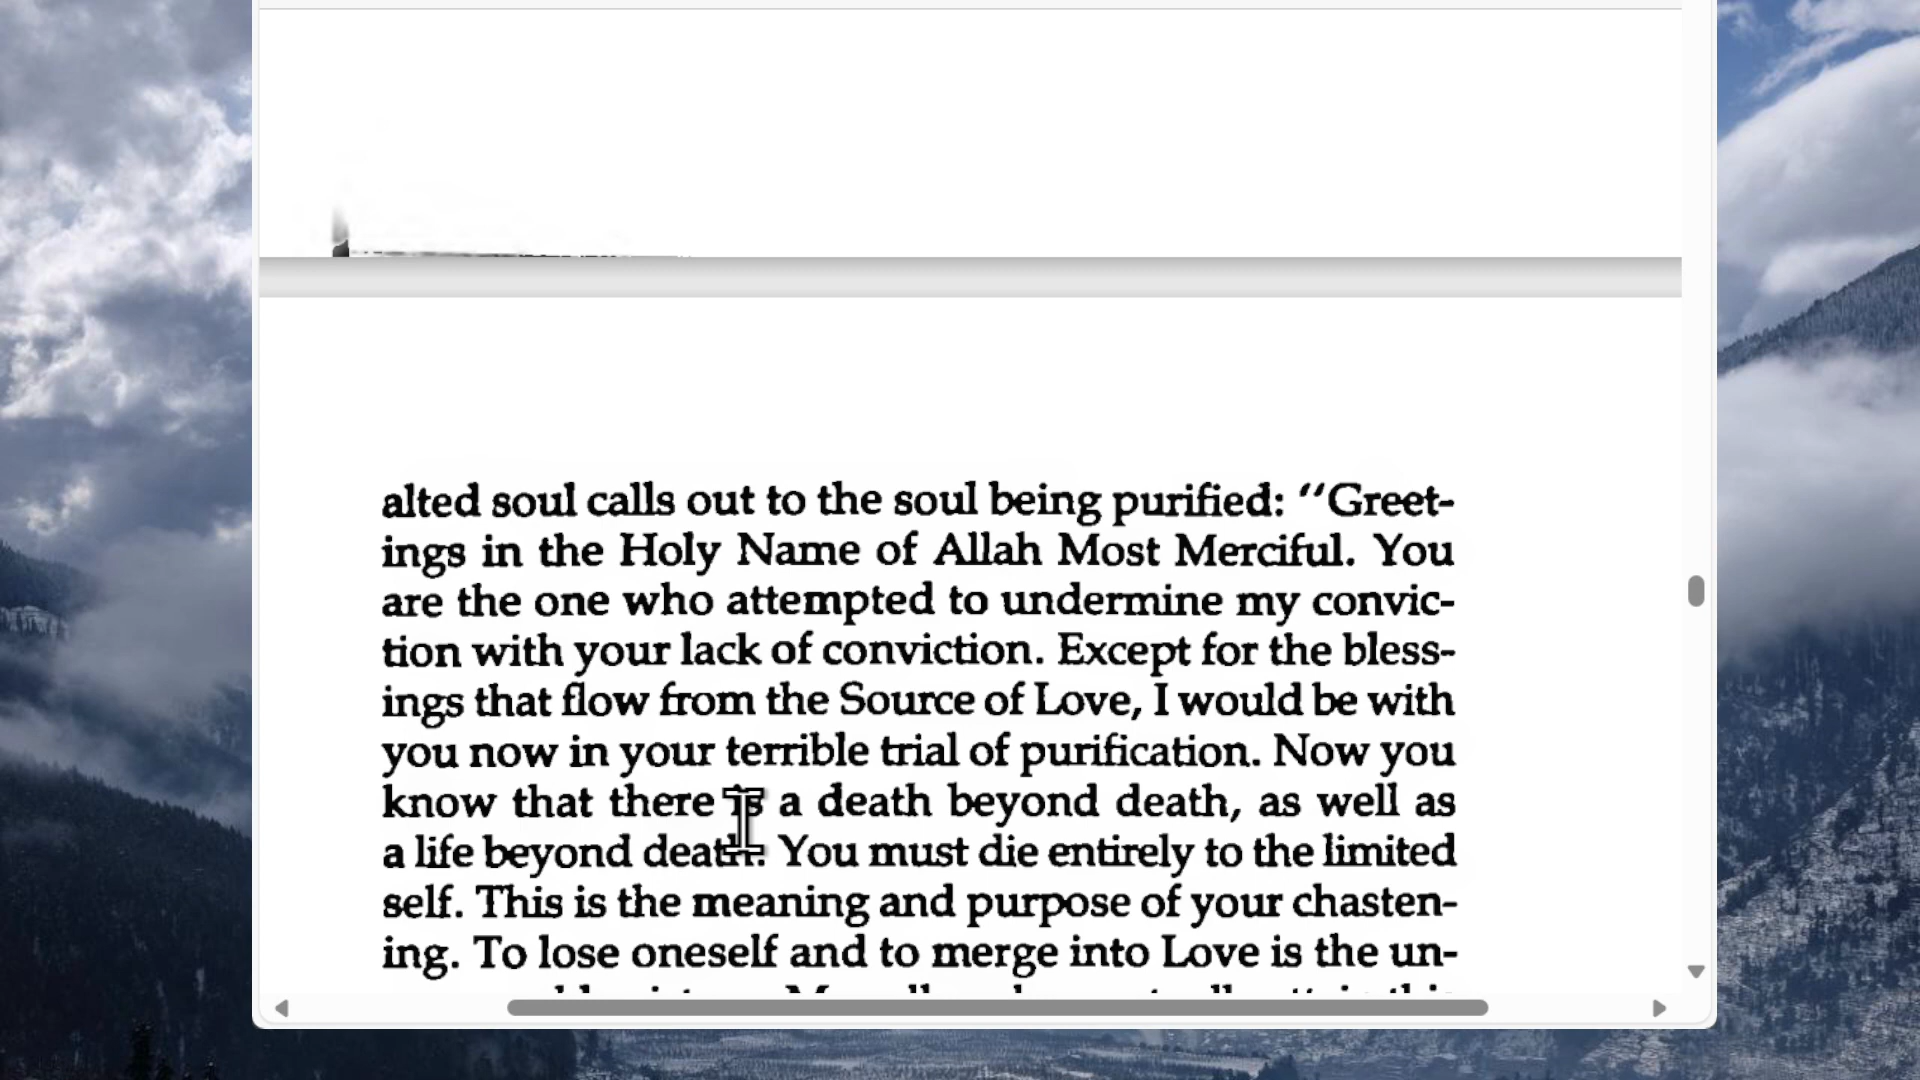 alted soul calls out to the soul being purified: “Greet-
ings in the Holy Name of Allah Most Merciful. You
are the one who attempted to undermine my convic-
tion with your lack of conviction. Except for the bless-
ings that flow from the Source of Love, I would be with
you now in your terrible trial of purification. Now you
know that there is a death beyond death, as well as
a life beyond death. You must die entirely to the limited
self. This is the meaning and purpose of your chasten-
ing. To lose oneself and to merge into Love is the un-